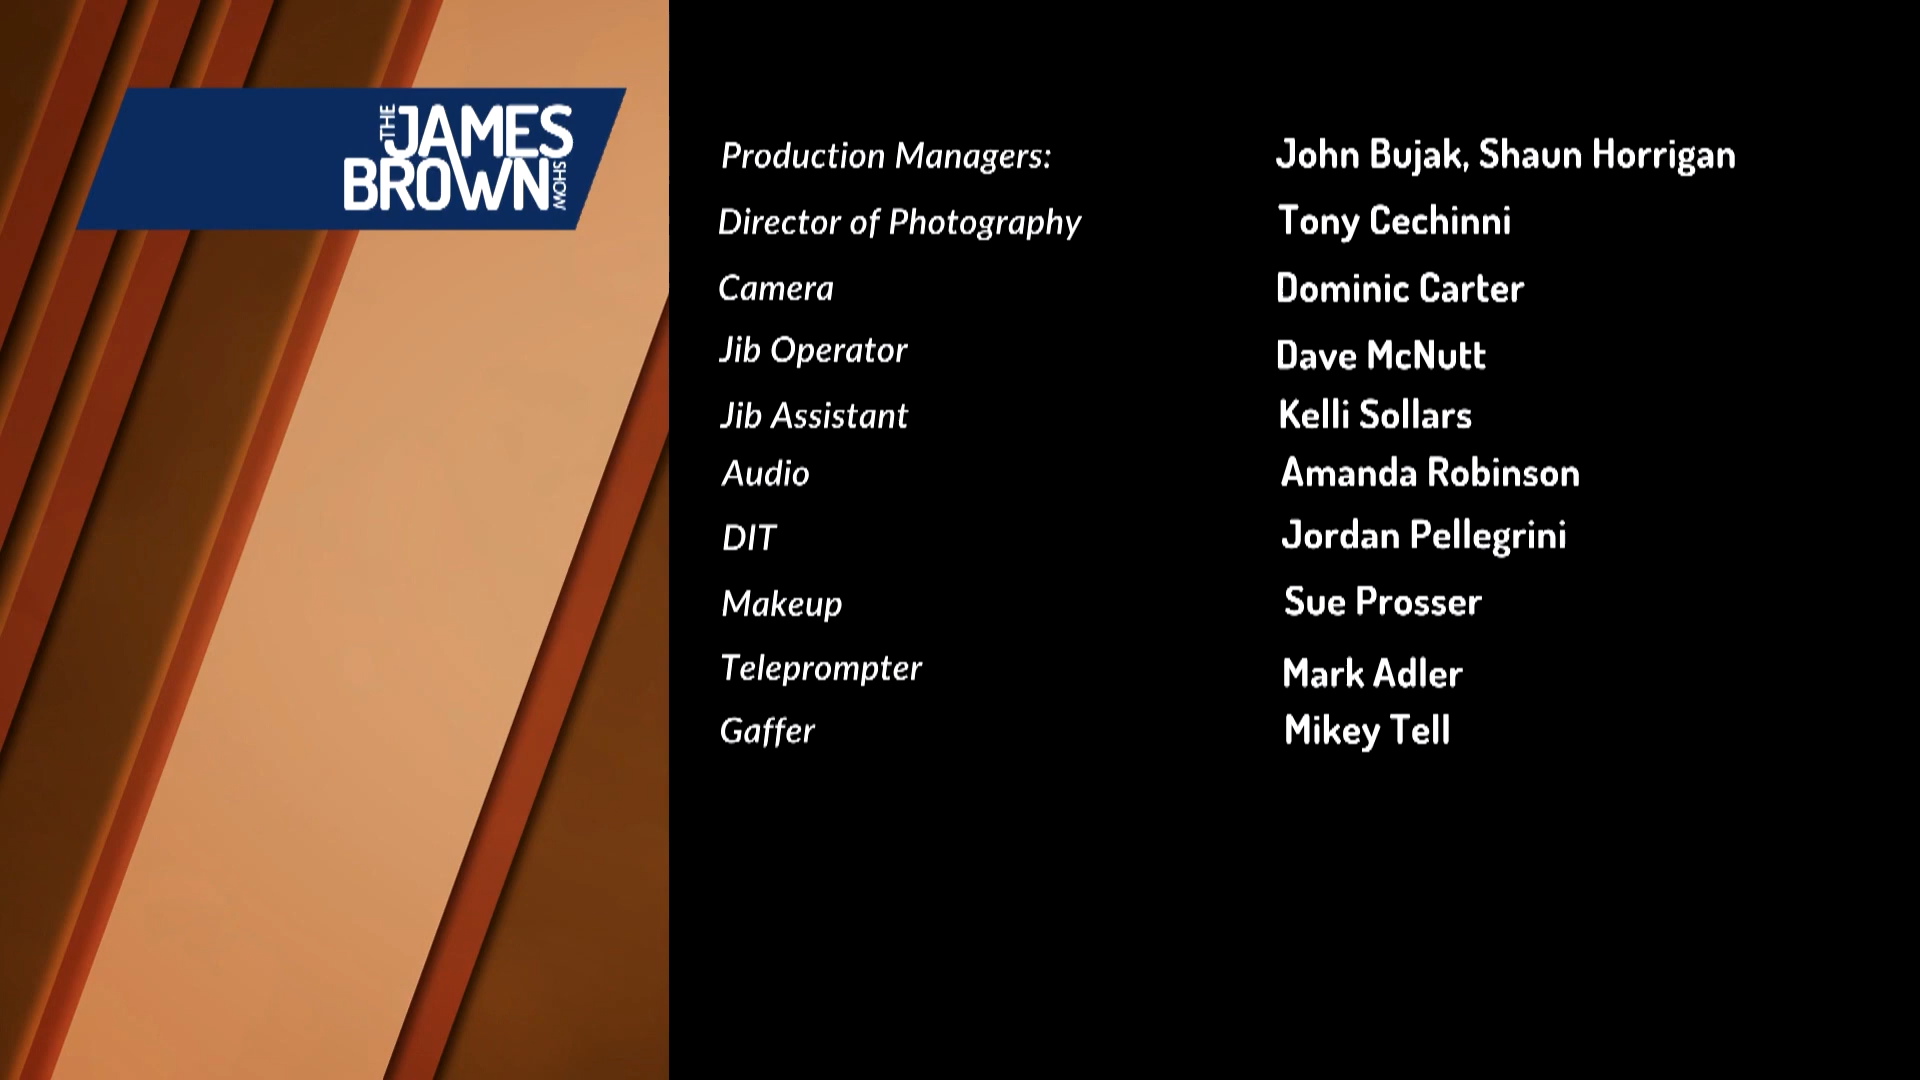 THE JAMES
BROWN SHOW
Production Managers: John Bujak, Shaun Horrigan
Director of Photography Tony Cechinni
Camera Dominic Carter
Jib Operator Dave McNutt
Jib Assistant Kelli Sollars
Audio Amanda Robinson
DIT Jordan Pellegrini
Makeup Sue Prosser
Teleprompter Mark Adler
Gaffer Mikey Tell